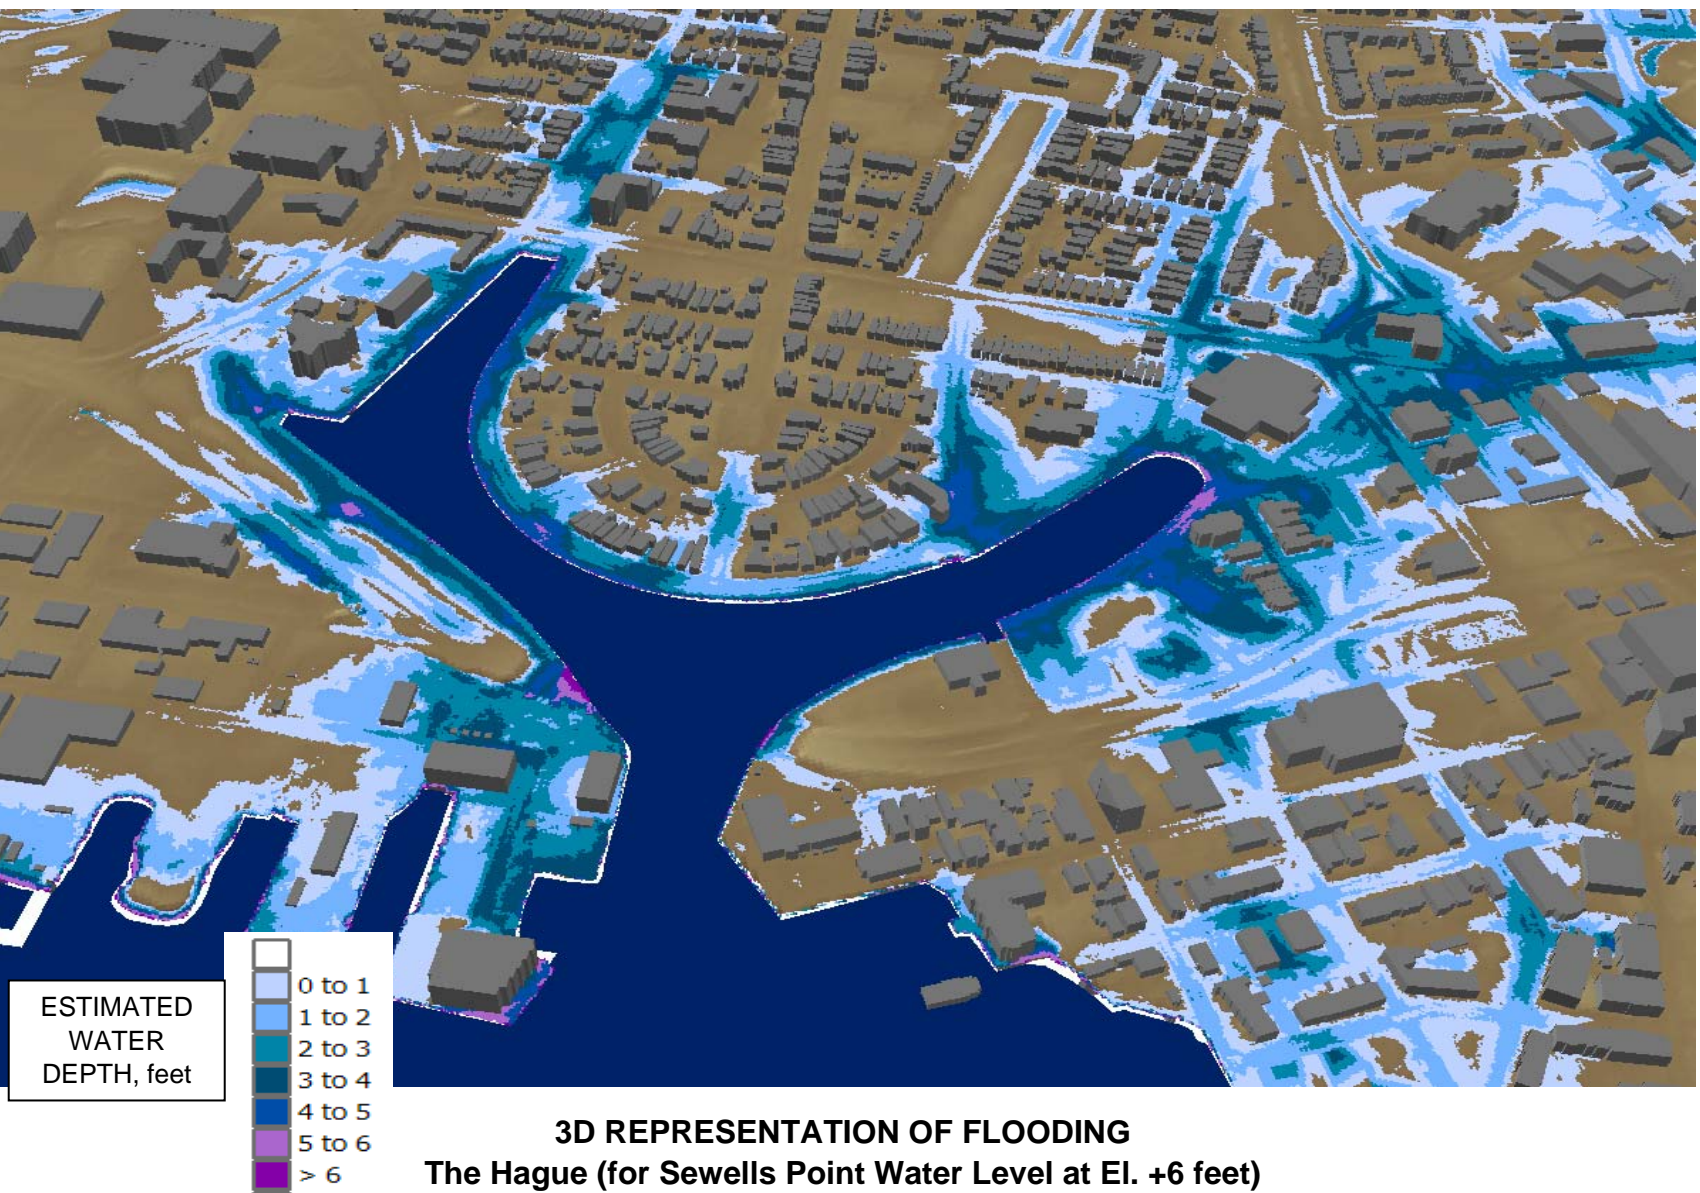 ESTIMATED
WATER
DEPTH, feet
0 to 1
1 to 2
2 to 3
3 to 4
4 to 5
5 to 6
> 6
3D REPRESENTATION OF FLOODING
The Hague (for Sewells Point Water Level at El. +6 feet)